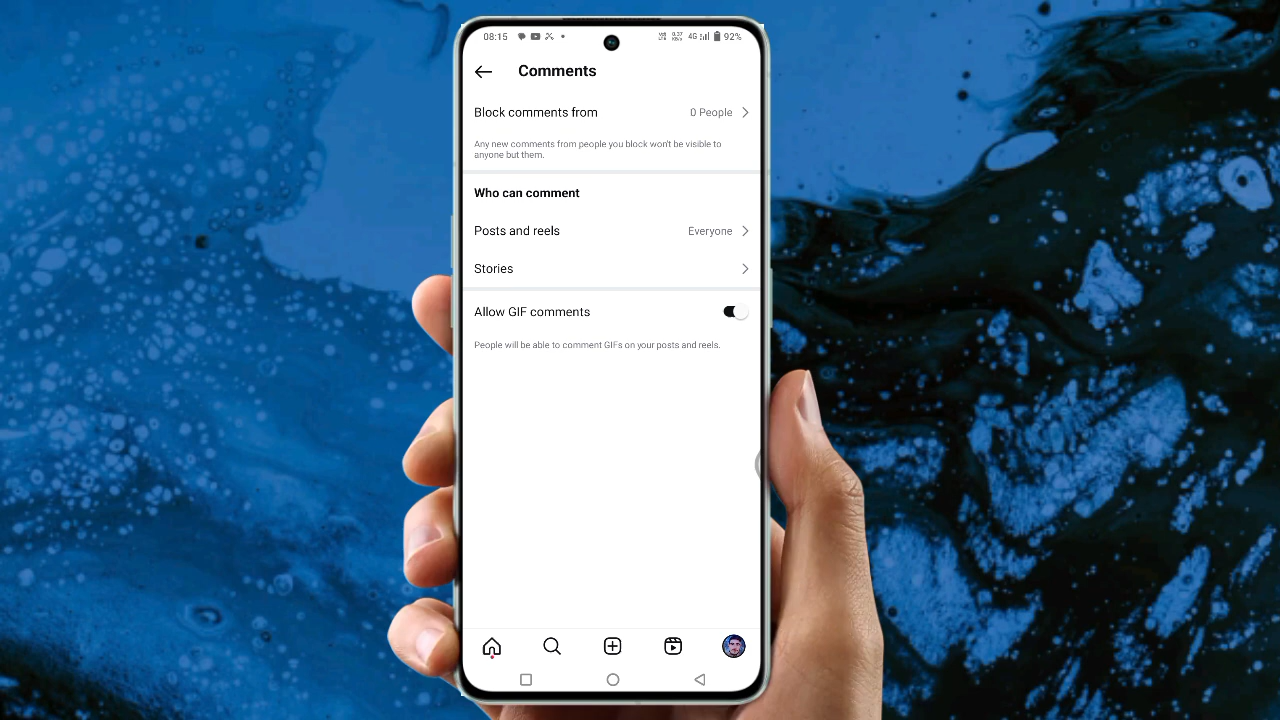 08:15 4G 92%
Comments
Block comments from 0 People
Any new comments from people you block won't be visible to
anyone but them.
Who can comment
Posts and reels Everyone
Stories
Allow GIF comments
People will be able to comment GIFs on your posts and reels.